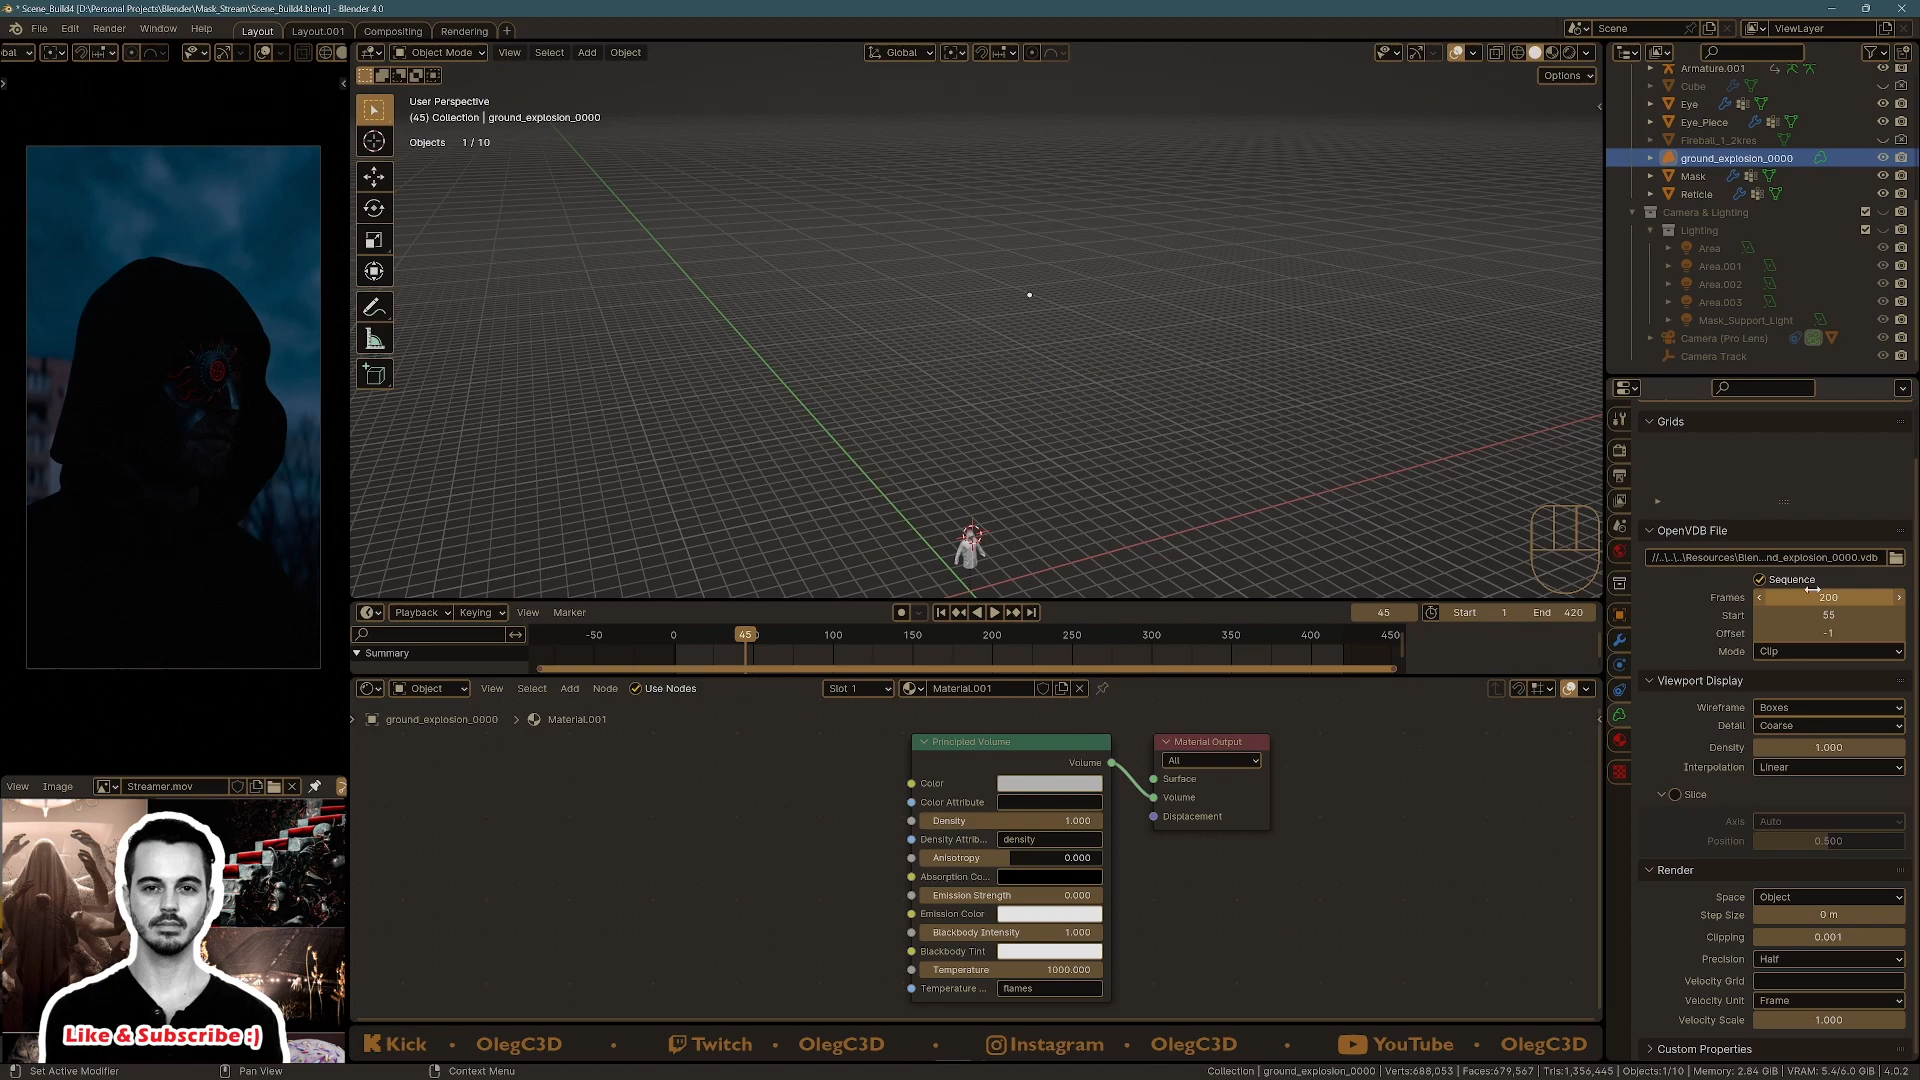 * Scene_Build4 [D:\Personal Projects\Blender\Mask_Stream\Scene_Build4.blend] - Blender 4.0
File Edit Render Window Help
Layout Layout.001 Compositing Rendering +
Scene
ViewLayer
Object Mode View Select Add Object
Global
Options
User Perspective
(45) Collection | ground_explosion_0000
Objects 1 / 10
Armature.001
Cube
Eye
Eye_Piece
Fireball_1_2kres
ground_explosion_0000
Mask
Reticle
Camera & Lighting
Lighting
Area
Area.001
Area.002
Area.003
Mask_Support_Light
Camera (Pro Lens)
Camera Track
Grids
OpenVDB File
//..\..\..\Resources\Blen...nd_explosion_0000.vdb
Sequence
Frames 200
Start 55
Offset -1
Mode Clip
Viewport Display
Wireframe Boxes
Detail Coarse
Density 1.000
Interpolation Linear
Slice
Axis Auto
Position 0.500
Render
Space Object
Step Size 0 m
Clipping 0.001
Precision Half
Velocity Grid
Velocity Unit Frame
Velocity Scale 1.000
Custom Properties
Playback Keying View Marker
45 Start 1 End 420
-50 0 45 100 150 200 250 300 350 400 450
Summary
Object View Select Add Node Use Nodes
Slot 1 Material.001
ground_explosion_0000 > Material.001
Principled Volume
Volume
Color
Color Attribute
Density 1.000
Density Attrib... density
Anisotropy 0.000
Absorption Co...
Emission Strength 0.000
Emission Color
Blackbody Intensity 1.000
Blackbody Tint
Temperature 1000.000
Temperature ... flames
Material Output
All
Surface
Volume
Displacement
View Image Streamer.mov
Like & Subscribe :)
Kick • OlegC3D • Twitch • OlegC3D • Instagram • OlegC3D • YouTube • OlegC3D
Set Active Modifier Pan View Context Menu
Collection | ground_explosion_0000 | Verts:688,053 | Faces:679,567 | Tris:1,356,445 | Objects:1/10 | Memory: 2.84 GiB | VRAM: 5.4/6.0 GiB | 4.0.2